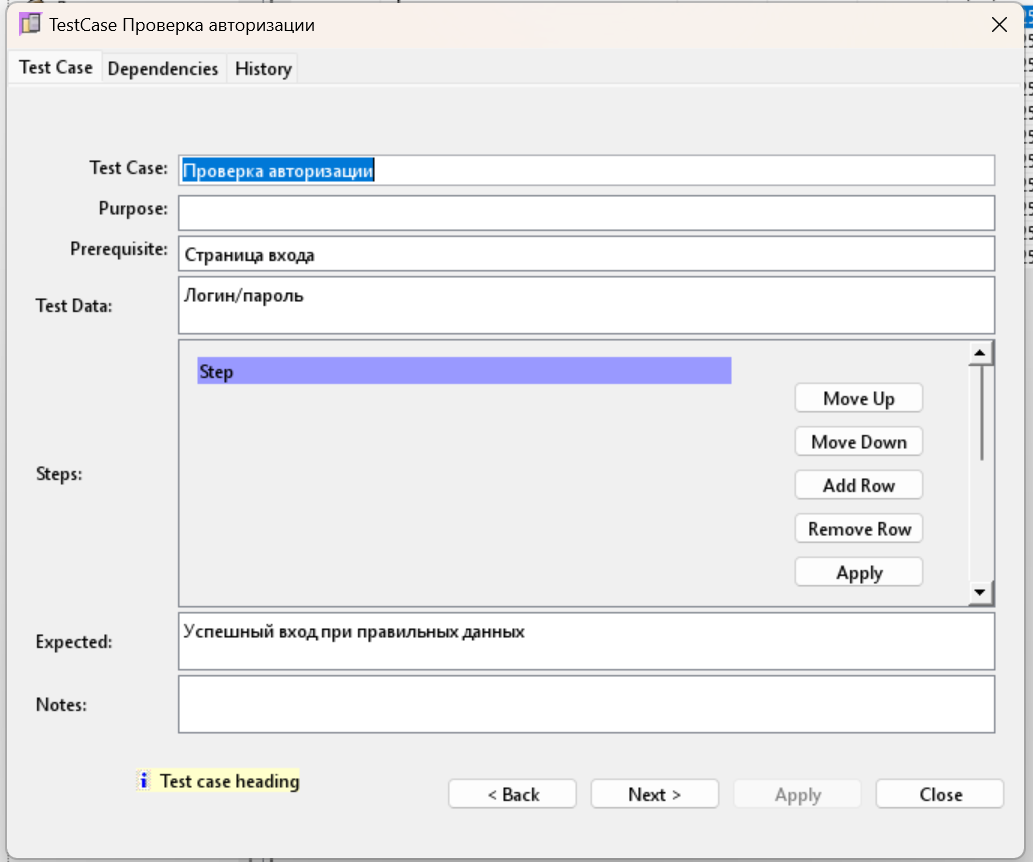 TestCase Проверка авторизации
Test Case Dependencies History
Test Case: Проверка авторизации
Purpose:
Prerequisite: Страница входа
Test Data: Логин/пароль
Step
Move Up
Move Down
Steps:
Add Row
Remove Row
Apply
Expected: Успешный вход при правильных данных
Notes:
i Test case heading
< Back Next > Apply Close